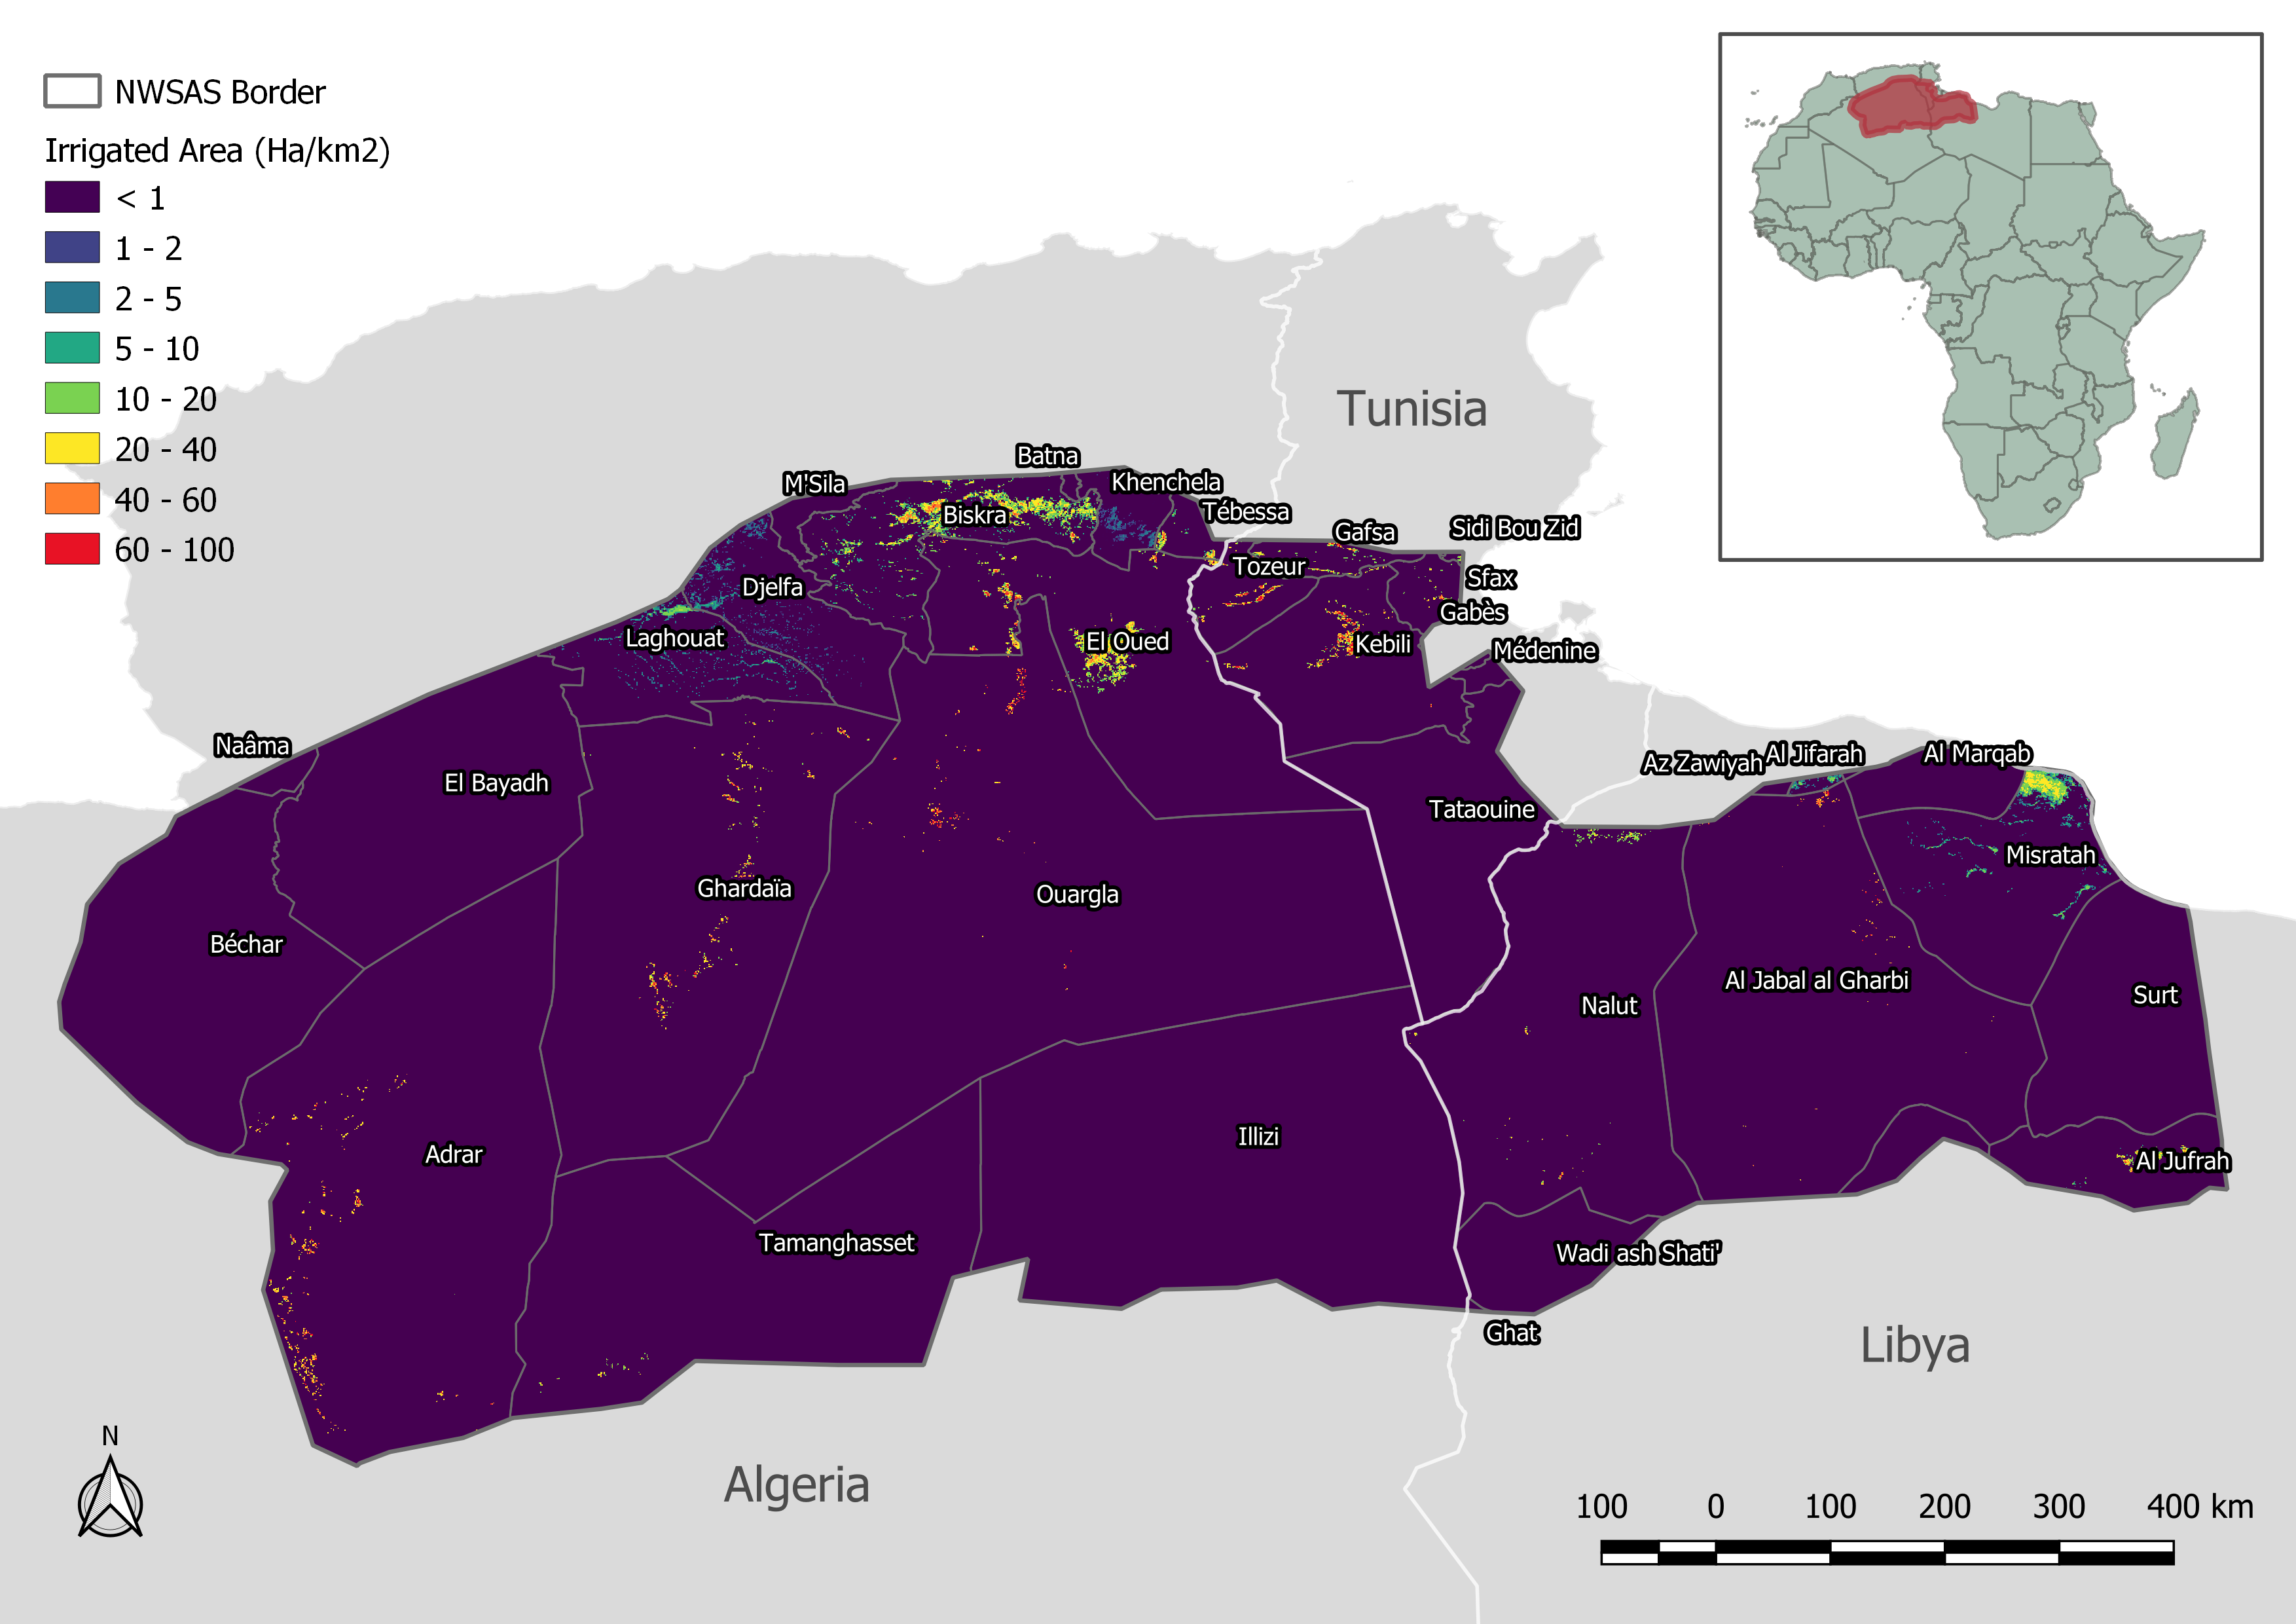 NWSAS Border
Irrigated Area (Ha/km2)
< 1
1 - 2
2 - 5
5 - 10
10 - 20
20 - 40
40 - 60
60 - 100
Tunisia
Batna
M'Sila
Khenchela
Biskra
Tébessa
Gafsa
Sidi Bou Zid
Tozeur
Sfax
Djelfa
Gabès
Laghouat
El Oued
Kebili
Médenine
Naâma
Az Zawiyah
Al Jifarah
Al Marqab
El Bayadh
Tataouine
Misratah
Ghardaïa
Ouargla
Béchar
Al Jabal al Gharbi
Surt
Nalut
Illizi
Adrar
Al Jufrah
Tamanghasset
Wadi ash Shati'
Ghat
Libya
Algeria
N
100 0 100 200 300 400 km